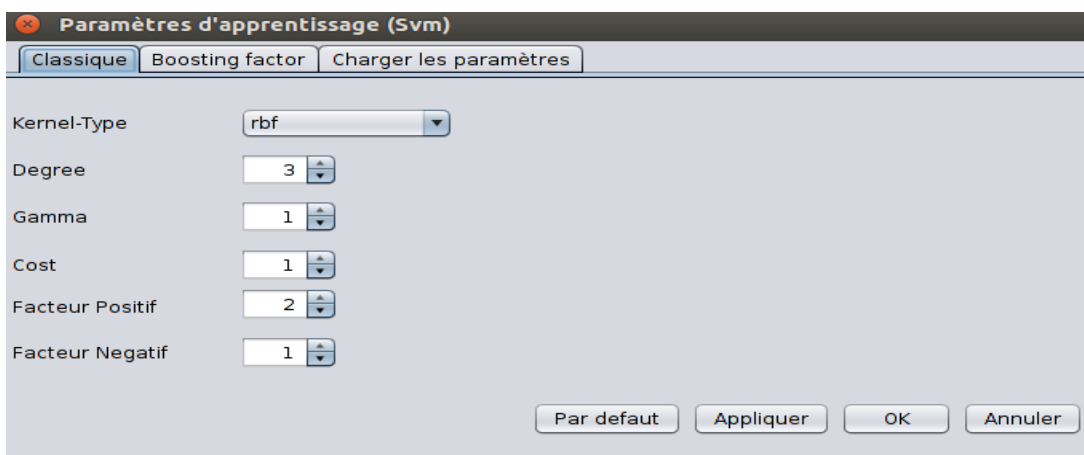 Paramètres d'apprentissage (Svm)
Classique Boosting factor Charger les paramètres
Kernel-Type rbf
Degree 3
Gamma 1
Cost 1
Facteur Positif 2
Facteur Negatif 1
Par defaut Appliquer OK Annuler